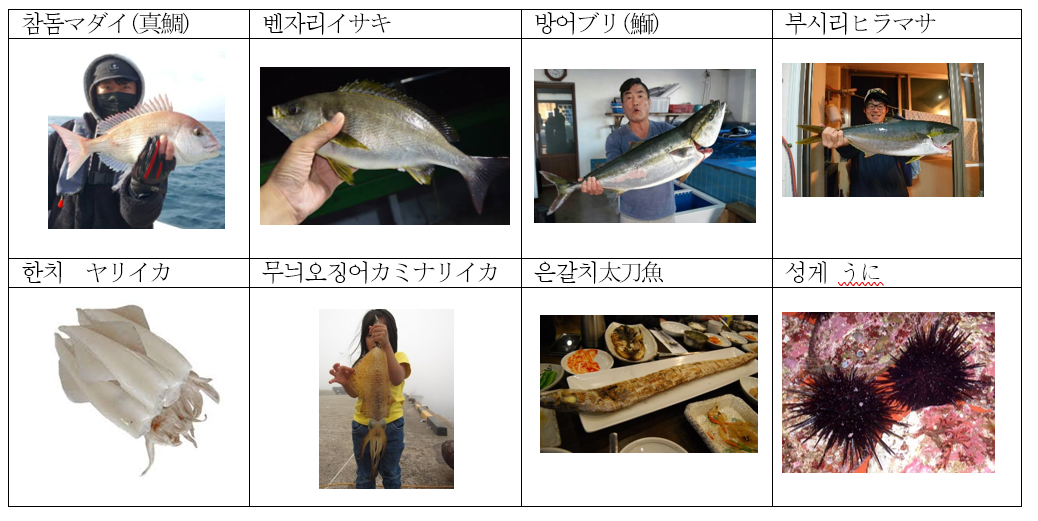 참돔マダイ(真鯛)
벤자리イサキ
방어ブリ(鰤)
부시리ヒラマサ
한치　ヤリイカ
무늬오징어カミナリイカ
은갈치太刀魚
성게 うに